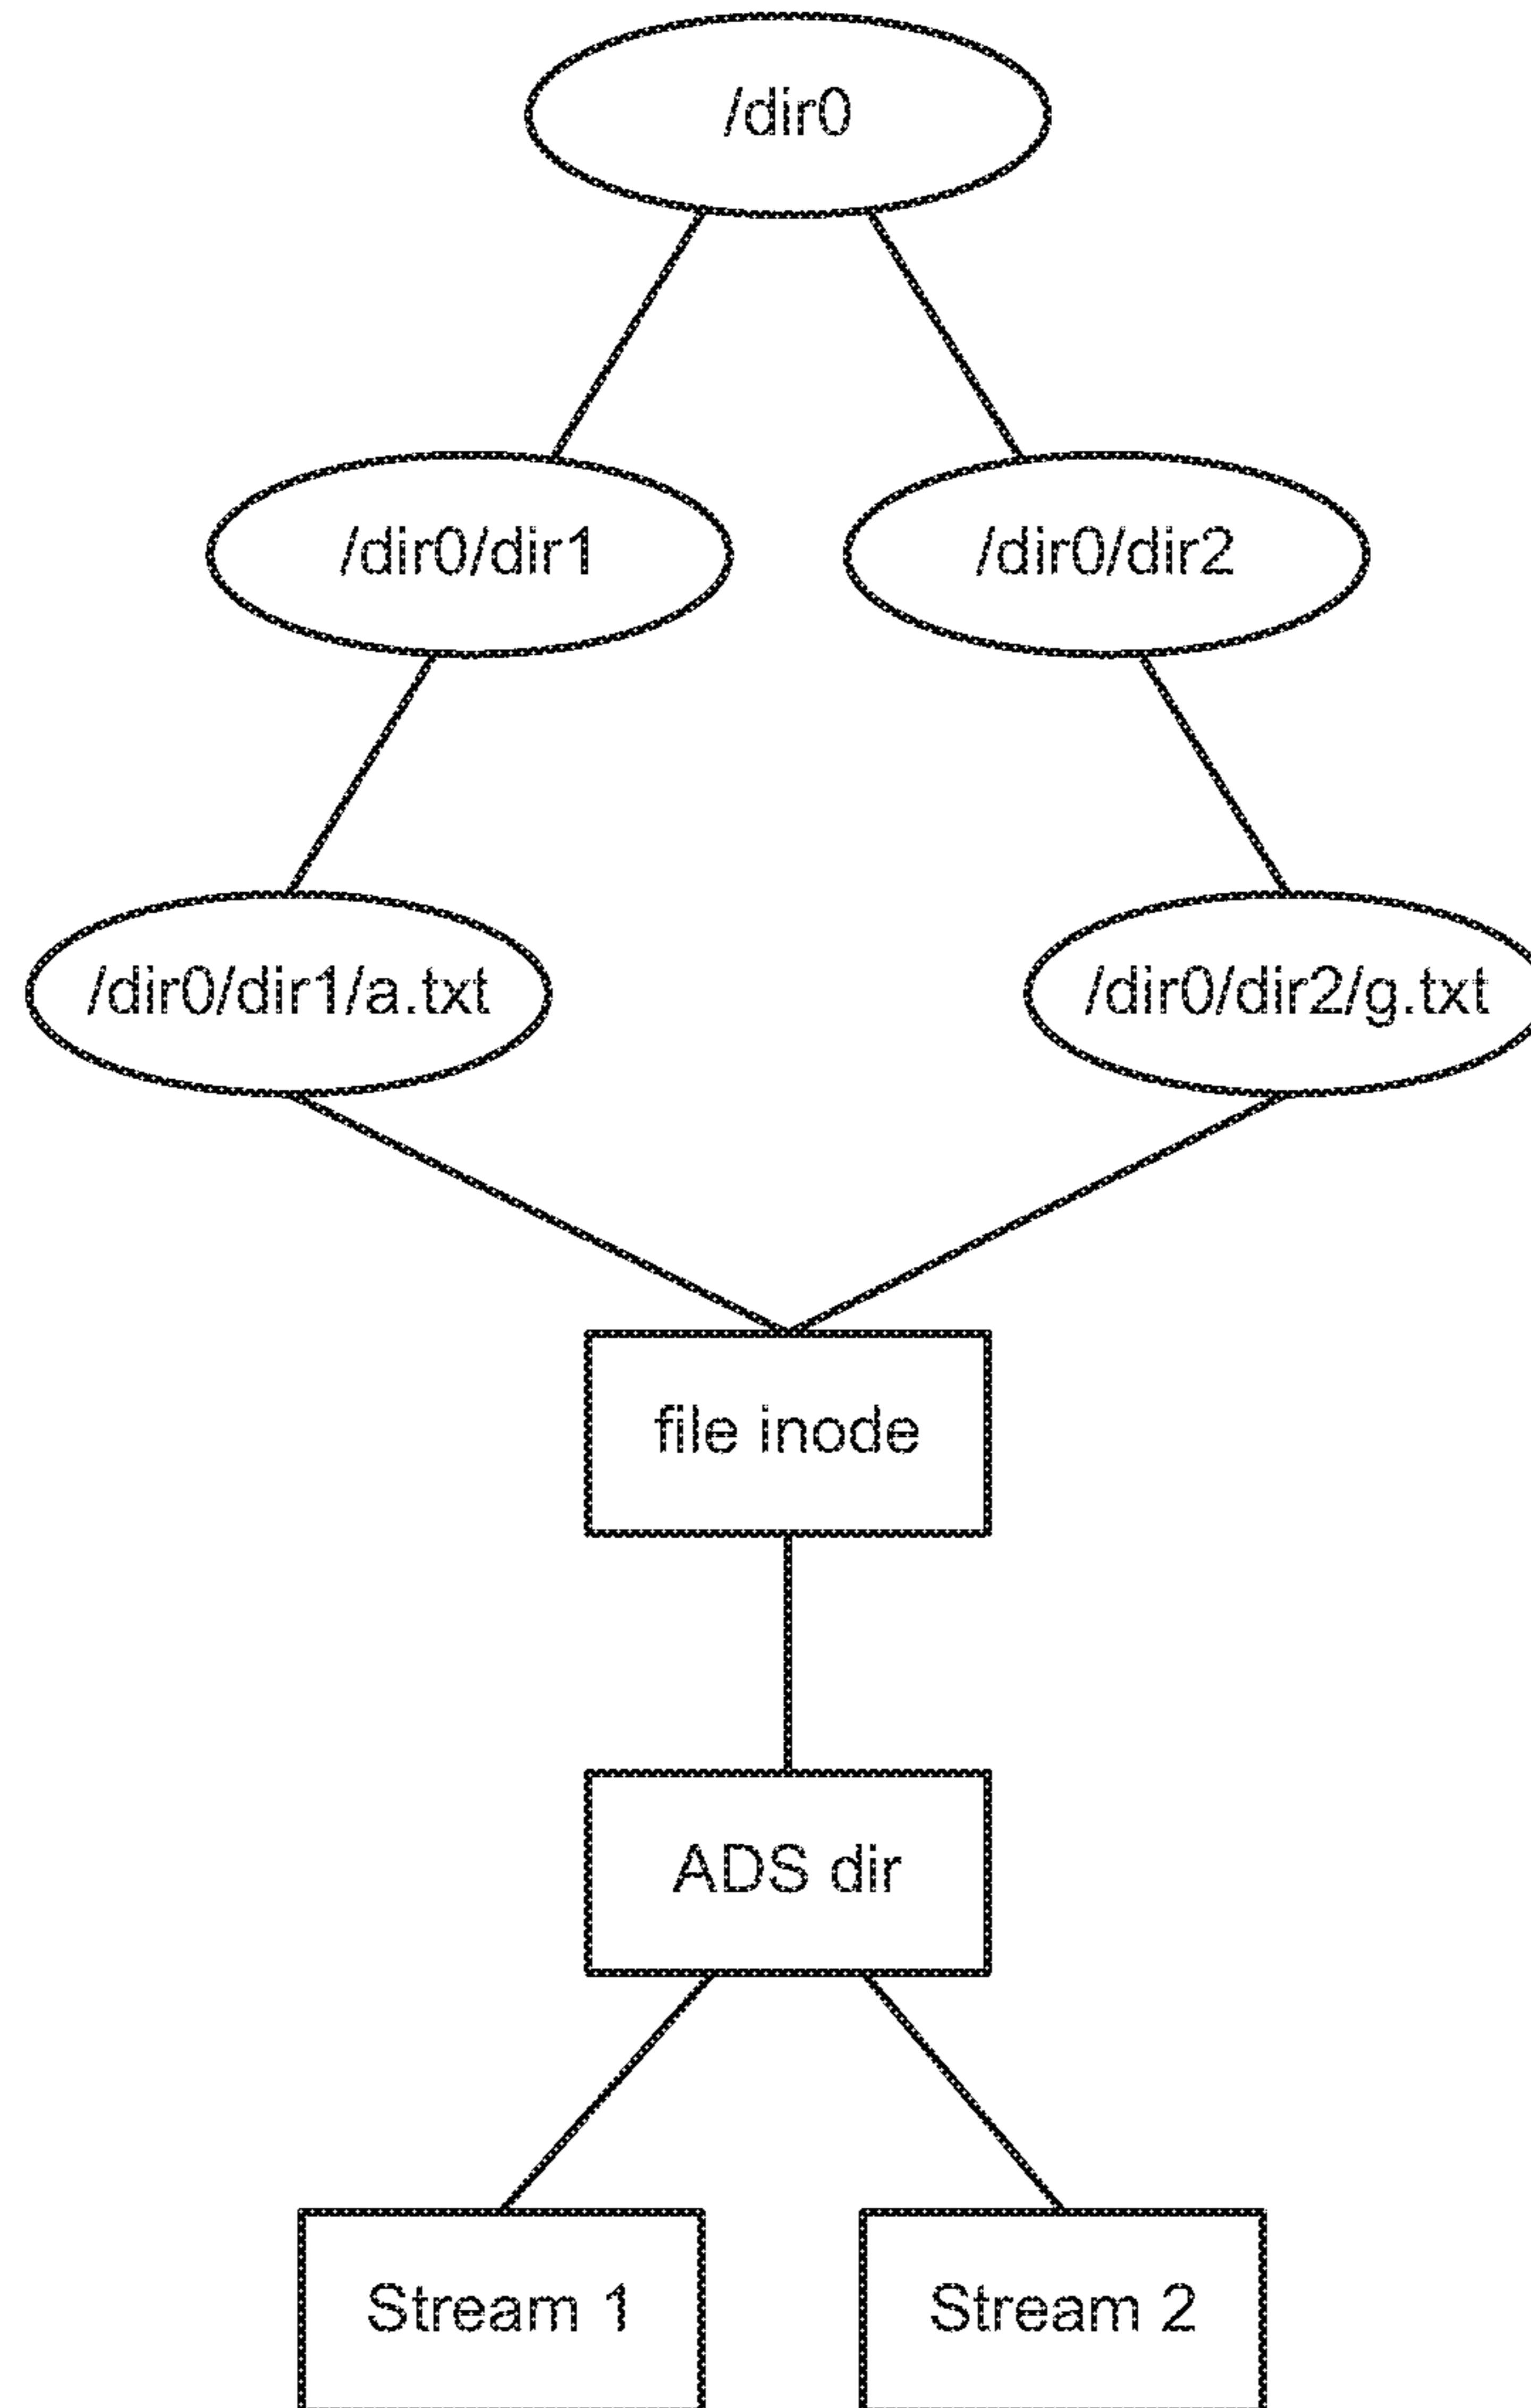 /dir0
/dir0/dir1
/dir0/dir2
/dir0/dir1/a.txt
/dir0/dir2/g.txt
file inode
ADS dir
Stream 1
Stream 2